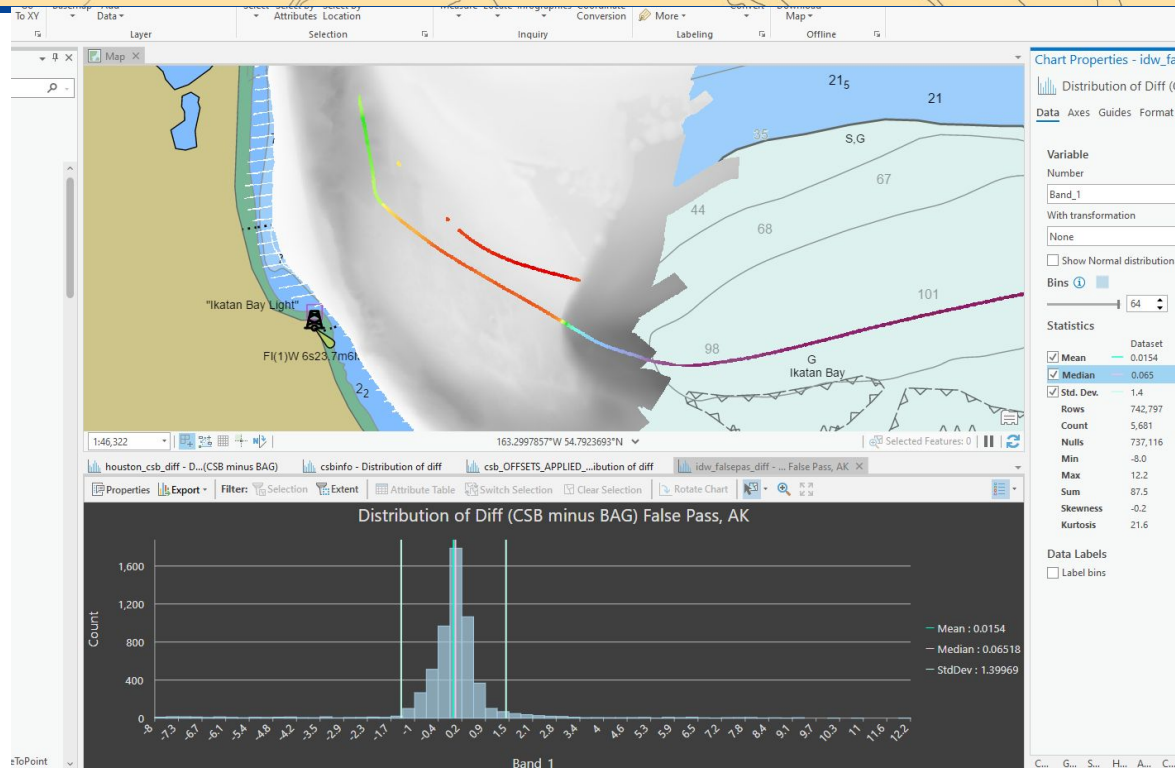 To XY
Data
Attributes Location
Conversion
More
Map
Layer
Selection
Inquiry
Labeling
Offline
Map
21₅
21
35
S,G
67
44
68
101
"Ikatan Bay Light"
Fl(1)W 6s23.7m6l
98
G
Ikatan Bay
2₂
1:46,322
163.2997857°W 54.7923693°N
Selected Features: 0
houston_csb_diff - D...(CSB minus BAG)
csbinfo - Distribution of diff
csb_OFFSETS_APPLIED_...ibution of diff
idw_falsepas_diff - ... False Pass, AK
Properties
Export
Filter:
Selection
Extent
Attribute Table
Switch Selection
Clear Selection
Rotate Chart
Distribution of Diff (CSB minus BAG) False Pass, AK
Count
1,600
1,200
800
400
0
-8 -7.3 -6.7 -6.1 -5.4 -4.8 -4.2 -3.5 -2.9 -2.3 -1.7 -1 -0.4 0.2 0.9 1.5 2.1 2.8 3.4 4 4.6 5.3 5.9 6.5 7.2 7.8 8.4 9.1 9.7 10.3 11 11.6 12.2
Band_1
Mean : 0.0154
Median : 0.06518
StdDev : 1.39969
eToPoint
Chart Properties - idw_fa
Distribution of Diff (
Data Axes Guides Format
Variable
Number
Band_1
With transformation
None
Show Normal distribution
Bins
64
Statistics
Dataset
Mean 0.0154
Median 0.065
Std. Dev. 1.4
Rows 742,797
Count 5,681
Nulls 737,116
Min -8.0
Max 12.2
Sum 87.5
Skewness -0.2
Kurtosis 21.6
Data Labels
Label bins
C... G... S... H... A... C...